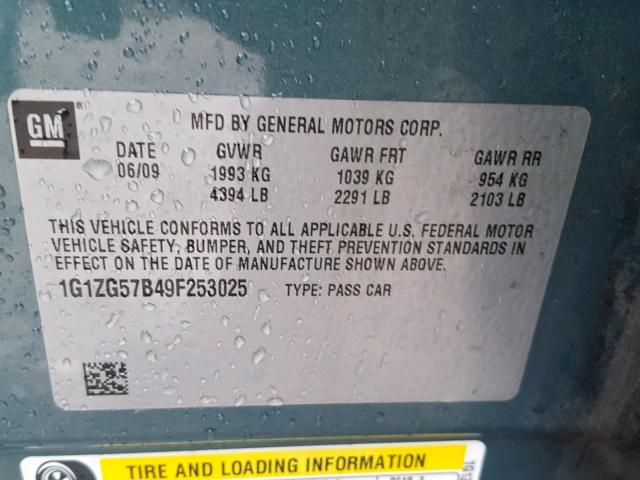 GM
MFD BY GENERAL MOTORS CORP.
DATE GVWR GAWR FRT GAWR RR
06/09 1993 KG 1039 KG 954 KG
4394 LB 2291 LB 2103 LB
THIS VEHICLE CONFORMS TO ALL APPLICABLE U.S. FEDERAL MOTOR
VEHICLE SAFETY, BUMPER, AND THEFT PREVENTION STANDARDS IN
EFFECT ON THE DATE OF MANUFACTURE SHOWN ABOVE.
1G1ZG57B49F253025 TYPE: PASS CAR
TIRE AND LOADING INFORMATION